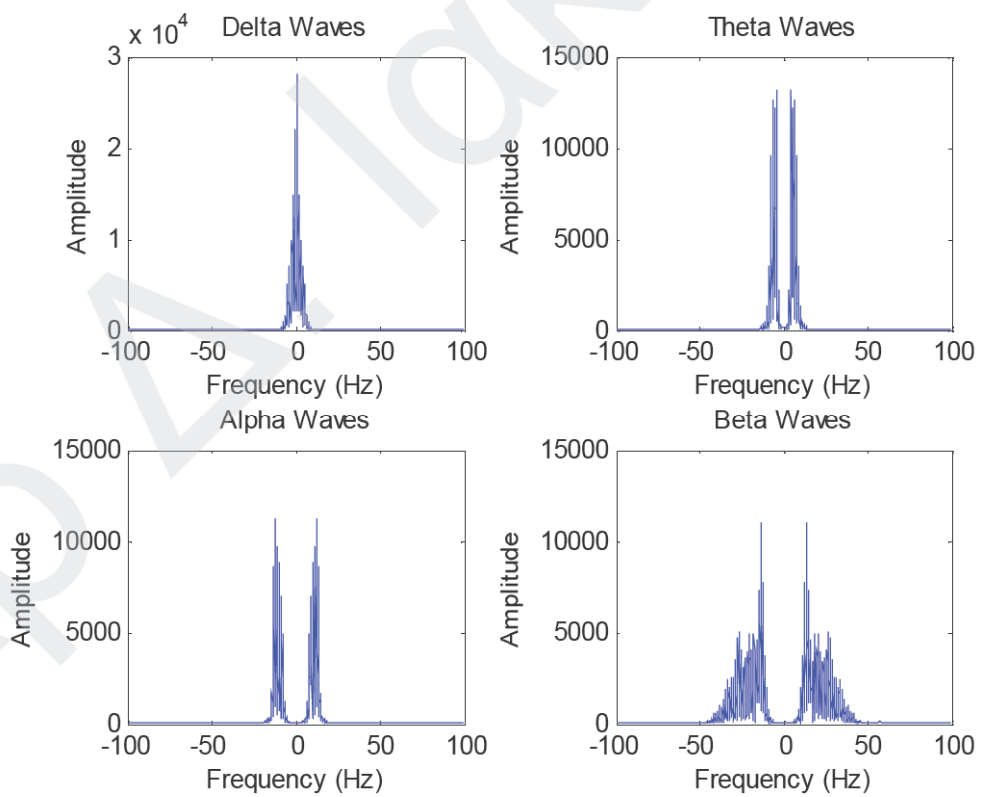 Delta Waves
x 10^4
3
2
1
0
Amplitude
-100 -50 0 50 100
Frequency (Hz)
Theta Waves
15000
10000
5000
0
Amplitude
-100 -50 0 50 100
Frequency (Hz)
Alpha Waves
15000
10000
5000
0
Amplitude
-100 -50 0 50 100
Frequency (Hz)
Beta Waves
15000
10000
5000
0
Amplitude
-100 -50 0 50 100
Frequency (Hz)